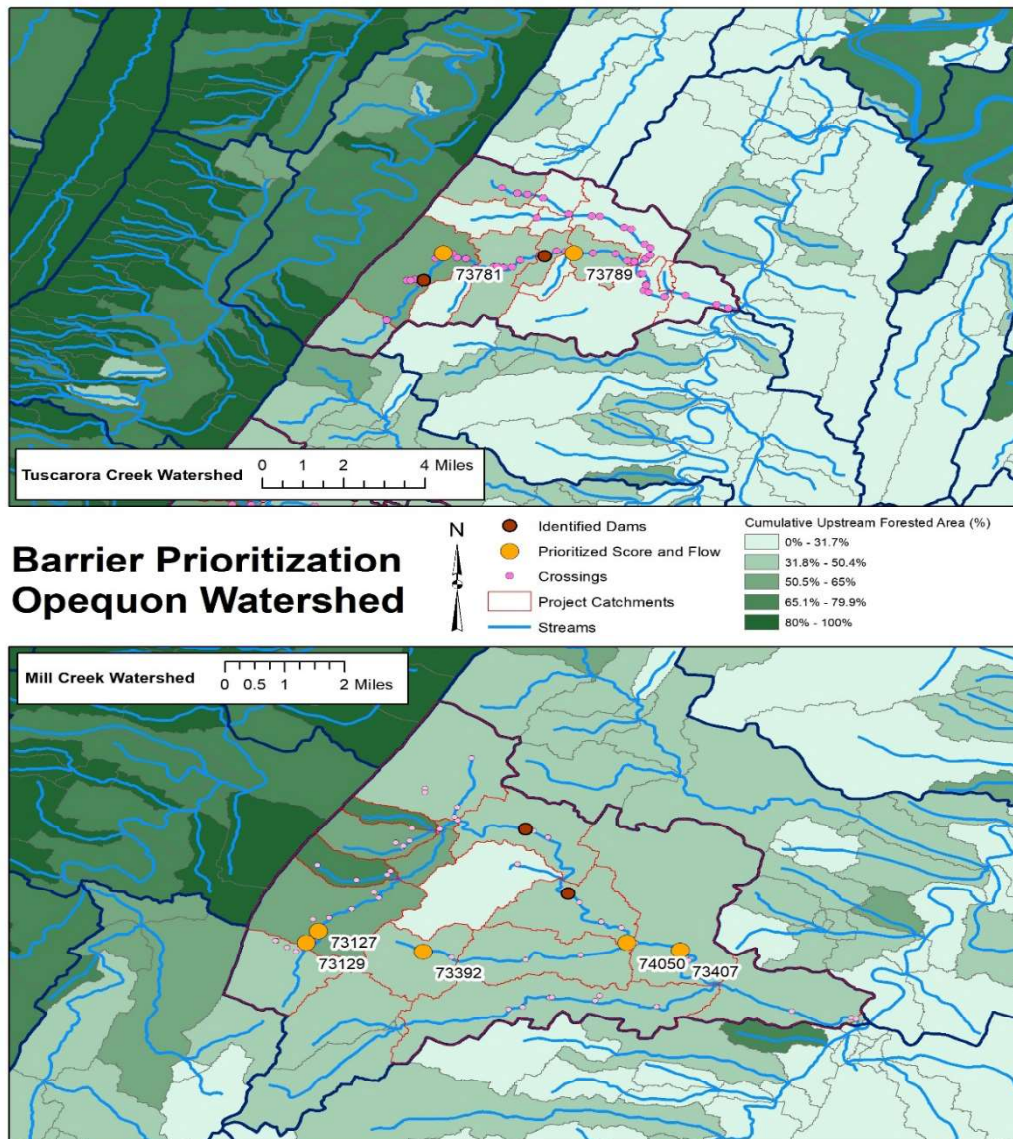 73781
73789
Tuscarora Creek Watershed
0 1 2 4 Miles
Barrier Prioritization
Opequon Watershed
N
Identified Dams
Prioritized Score and Flow
Crossings
Project Catchments
Streams
Cumulative Upstream Forested Area (%)
0% - 31.7%
31.8% - 50.4%
50.5% - 65%
65.1% - 79.9%
80% - 100%
Mill Creek Watershed
0 0.5 1 2 Miles
73127
73129
73392
74050
73407